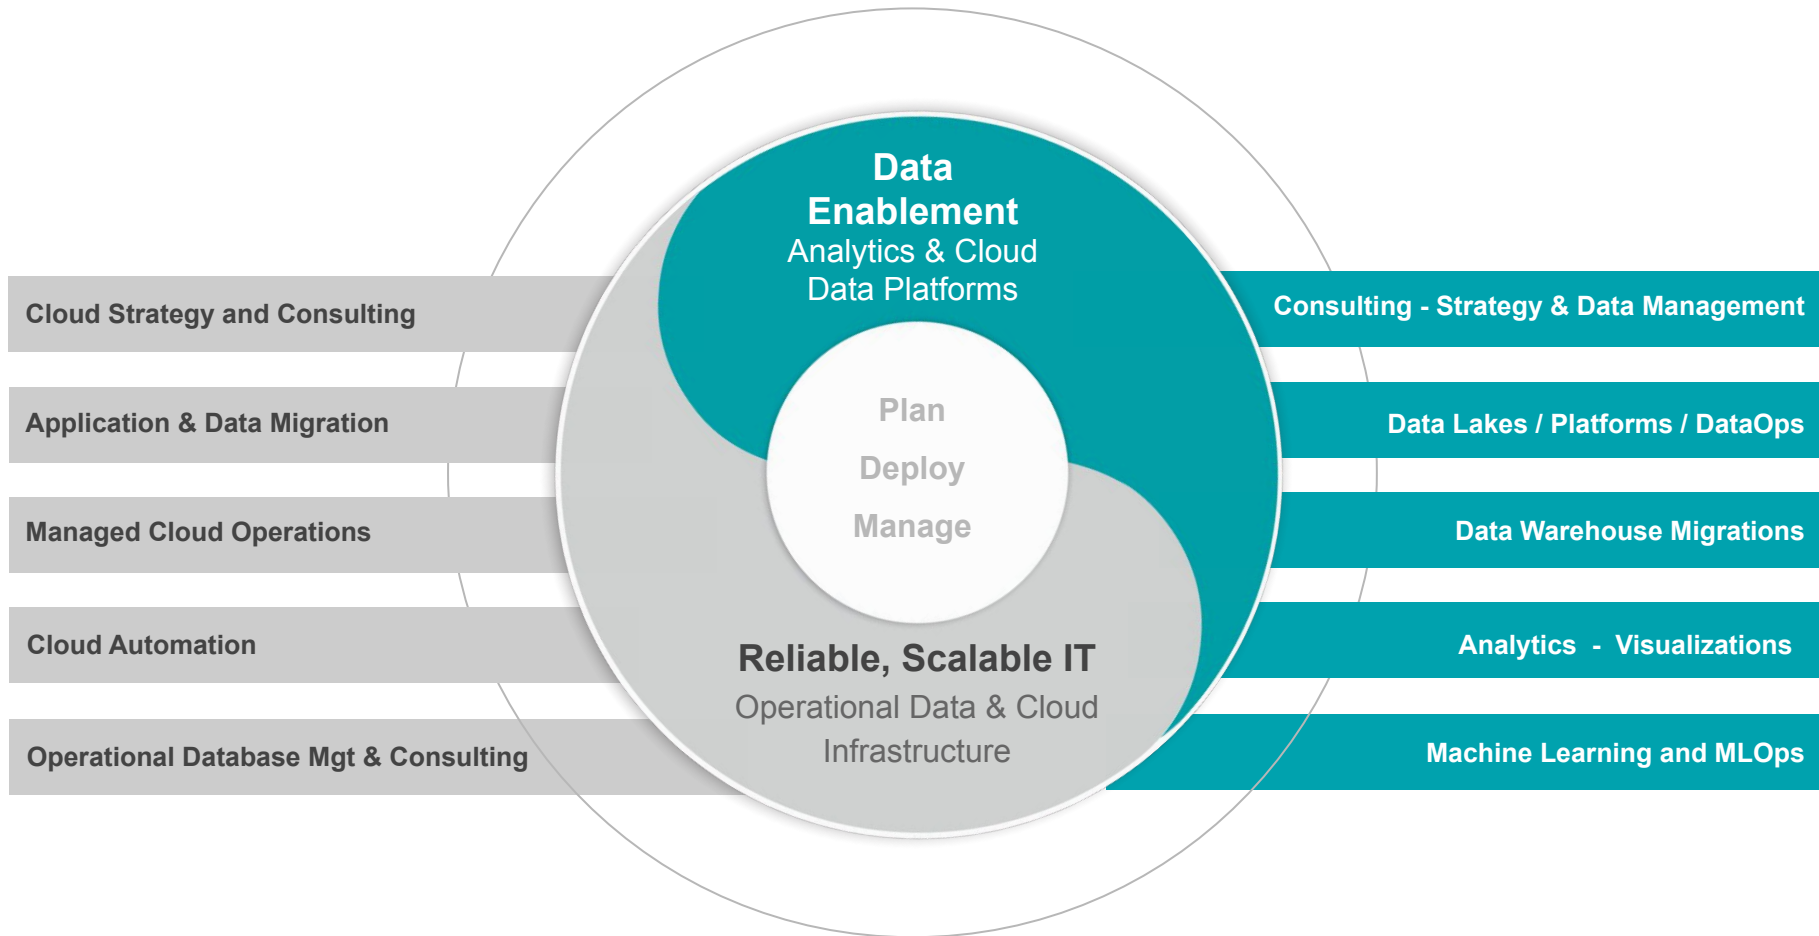 Data
Enablement
Analytics & Cloud
Data Platforms
Plan
Deploy
Manage
Reliable, Scalable IT
Operational Data & Cloud
Infrastructure
Cloud Strategy and Consulting
Application & Data Migration
Managed Cloud Operations
Cloud Automation
Operational Database Mgt & Consulting
Consulting - Strategy & Data Management
Data Lakes / Platforms / DataOps
Data Warehouse Migrations
Analytics - Visualizations
Machine Learning and MLOps